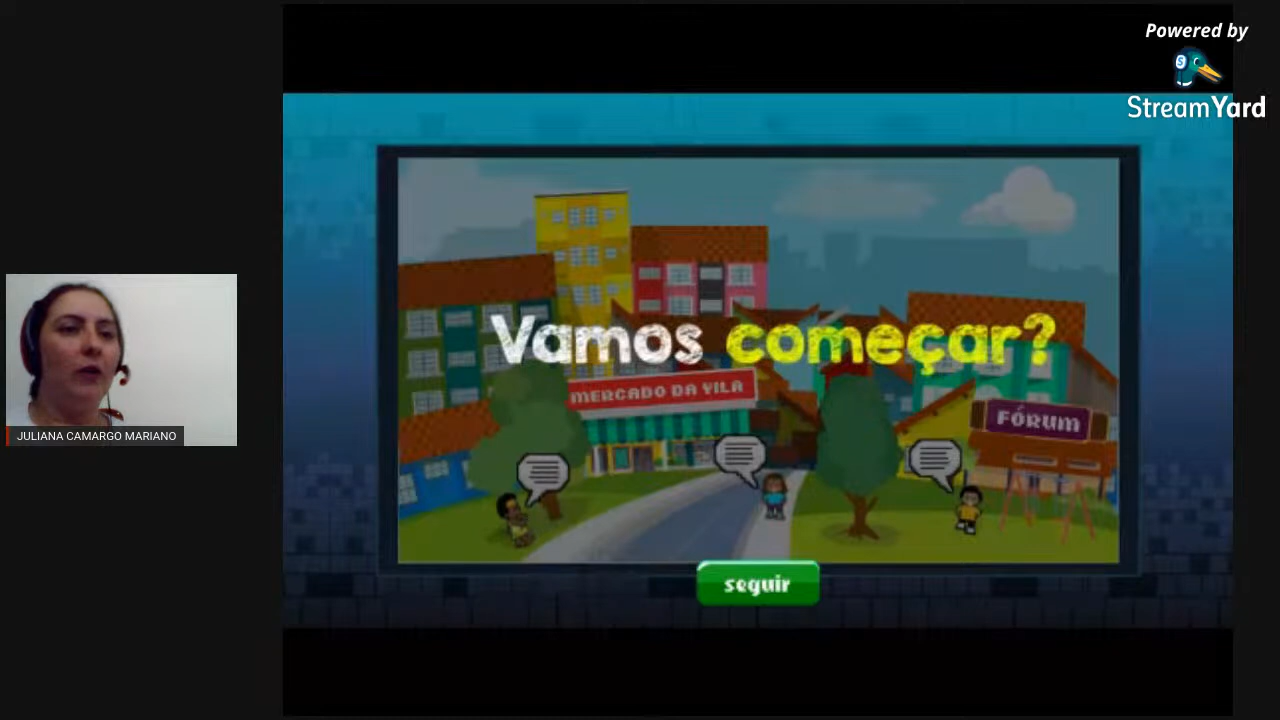 Powered by
StreamYard
Vamos começar?
MERCADO DA VILA
FÓRUM
seguir
JULIANA CAMARGO MARIANO